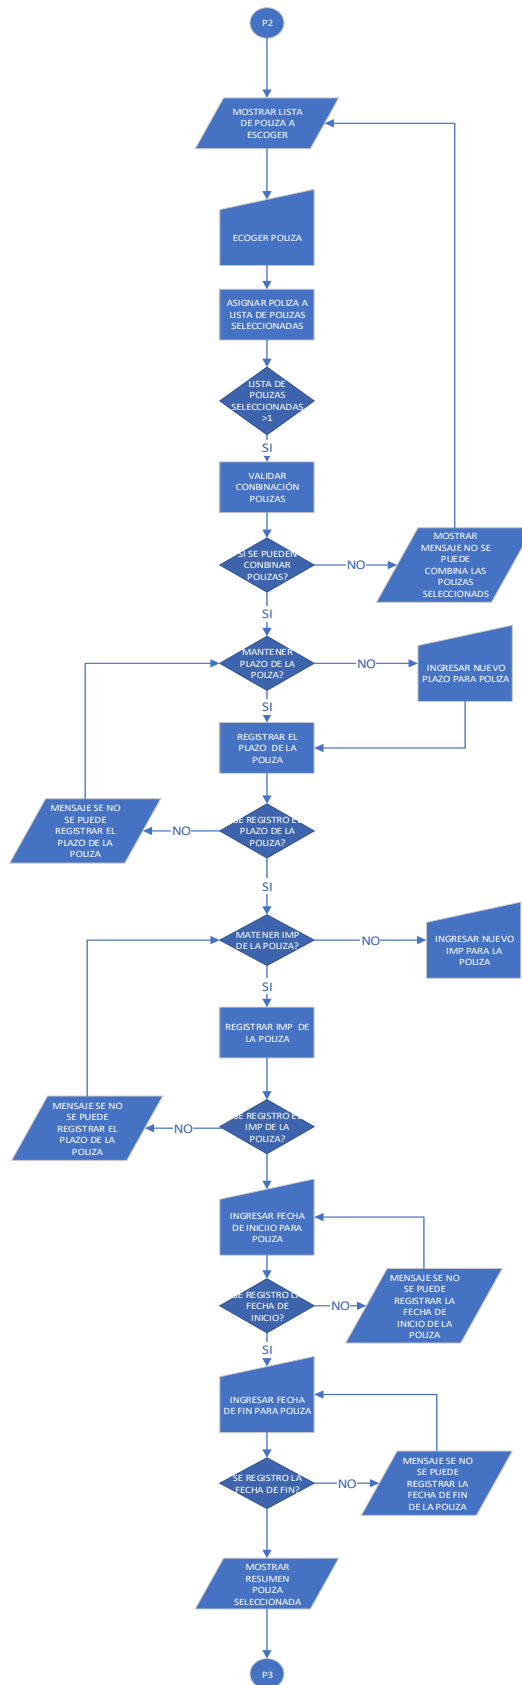 P2
MOSTRAR LISTA
DE POLIZA A
ESCOGER
ECOGER POLIZA
ASIGNAR POLIZA A
LISTA DE POLIZAS
SELECCIONADAS
LISTA DE
POLIZAS
SELECCIONADAS
>1
SI
VALIDAR
CONBINACIÓN
POLIZAS
SI SE PUEDEN
CONBINAR
POLIZAS?
NO
MOSTRAR
MENSAJE NO SE
PUEDE
COMBINA LAS
POLIZAS
SELECCIONADS
SI
MANTENER
PLAZO DE LA
POLZA?
NO
INGRESAR NUEVO
PLAZO PARA POLIZA
SI
REGISTRAR EL
PLAZO DE LA
POLIZA
SE REGISTRO EL
PLAZO DE LA
POLIZA?
NO
MENSAJE SE NO
SE PUEDE
REGISTRAR EL
PLAZO DE LA
POLIZA
SI
MATENER IMP
DE LA POLIZA?
NO
INGRESAR NUEVO
IMP PARA LA
POLIZA
SI
REGISTRAR IMP DE
LA POLIZA
SE REGISTRO EL
IMP DE LA
POLIZA?
NO
MENSAJE SE NO
SE PUEDE
REGISTRAR EL
PLAZO DE LA
POLIZA
INGRESAR FECHA
DE INICIIO PARA
POLIZA
SE REGISTRO LA
FECHA DE
INICIO?
NO
MENSAJE SE NO
SE PUEDE
REGISTRAR LA
FECHA DE
INICIO DE LA
POLIZA
SI
INGRESAR FECHA
DE FIN PARA POLIZA
SE REGISTRO LA
FECHA DE FIN?
NO
MENSAJE SE NO
SE PUEDE
REGISTRAR LA
FECHA DE FIN
DE LA POLIZA
MOSTRAR
RESUMEN
POLIZA
SELECCIONADA
P3